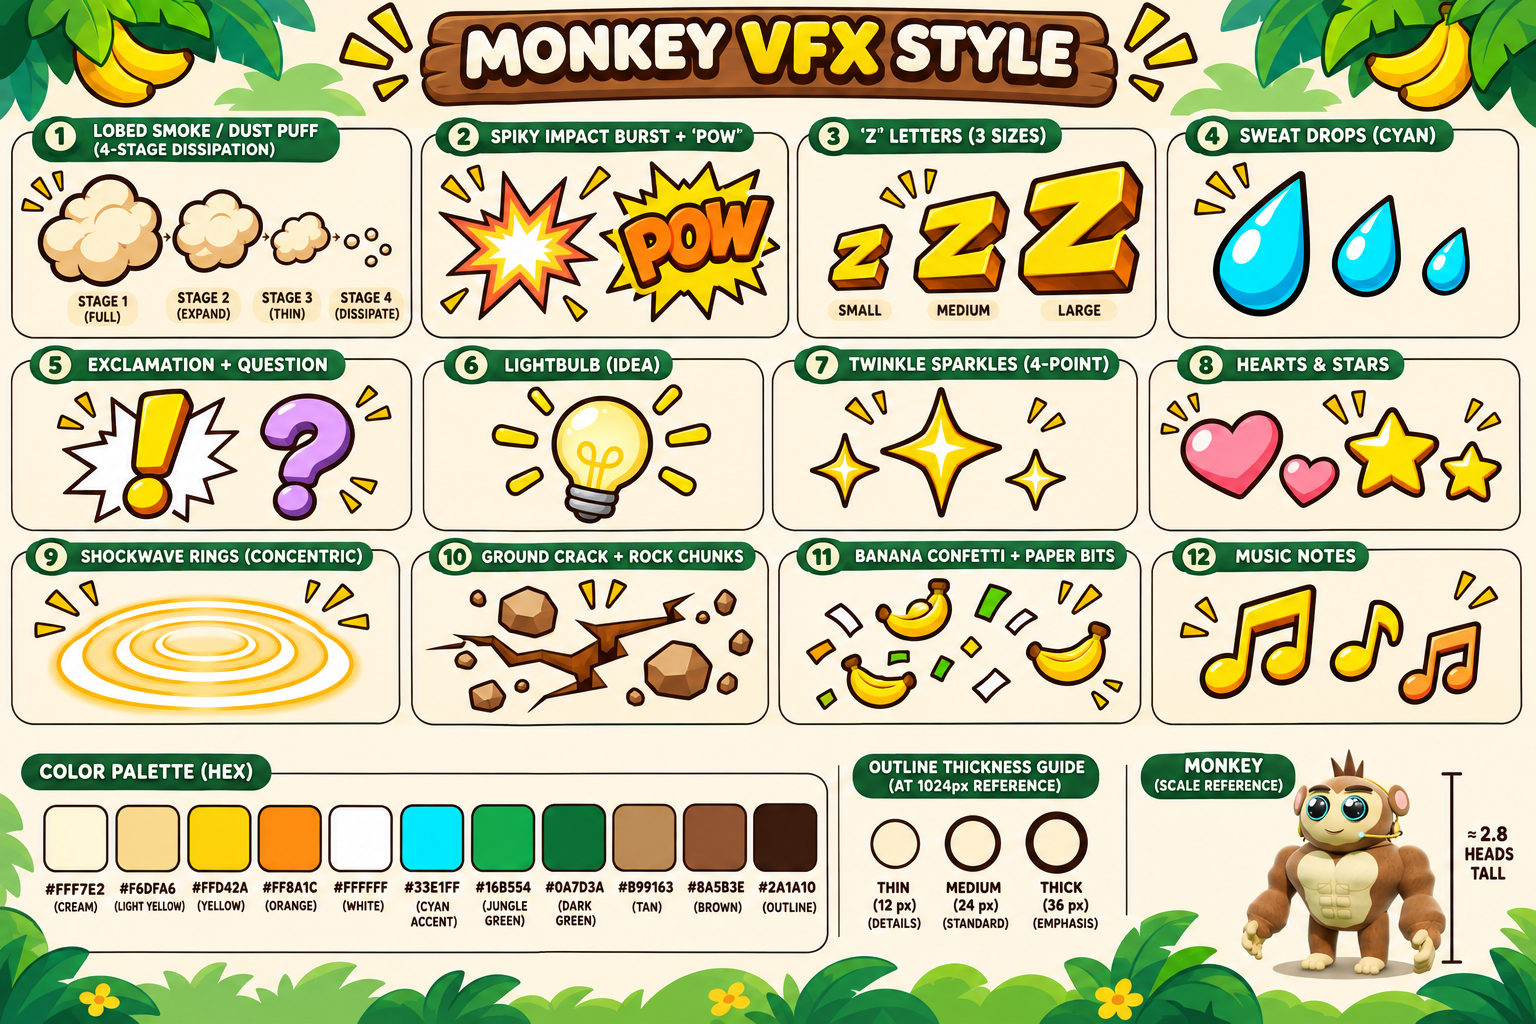 MONKEY VFX STYLE
1 LOBED SMOKE / DUST PUFF
(4-STAGE DISSIPATION)
STAGE 1
(FULL)
STAGE 2
(EXPAND)
STAGE 3
(THIN)
STAGE 4
(DISSIPATE)
2 SPIKY IMPACT BURST + 'POW'
POW
3 'Z' LETTERS (3 SIZES)
Z Z Z
SMALL
MEDIUM
LARGE
4 SWEAT DROPS (CYAN)
5 EXCLAMATION + QUESTION
! ?
6 LIGHTBULB (IDEA)
7 TWINKLE SPARKLES (4-POINT)
8 HEARTS & STARS
9 SHOCKWAVE RINGS (CONCENTRIC)
10 GROUND CRACK + ROCK CHUNKS
11 BANANA CONFETTI + PAPER BITS
12 MUSIC NOTES
COLOR PALETTE (HEX)
#FFF7E2
(CREAM)
#F6DFA6
(LIGHT YELLOW)
#FFD42A
(YELLOW)
#FF8A1C
(ORANGE)
#FFFFFF
(WHITE)
#33E1FF
(CYAN
ACCENT)
#16B554
(JUNGLE
GREEN)
#0A7D3A
(DARK
GREEN)
#B99163
(TAN)
#8A5B3E
(BROWN)
#2A1A10
(OUTLINE)
OUTLINE THICKNESS GUIDE
(AT 1024px REFERENCE)
THIN
(12 px)
(DETAILS)
MEDIUM
(24 px)
(STANDARD)
THICK
(36 px)
(EMPHASIS)
MONKEY
(SCALE REFERENCE)
≈ 2.8
HEADS
TALL